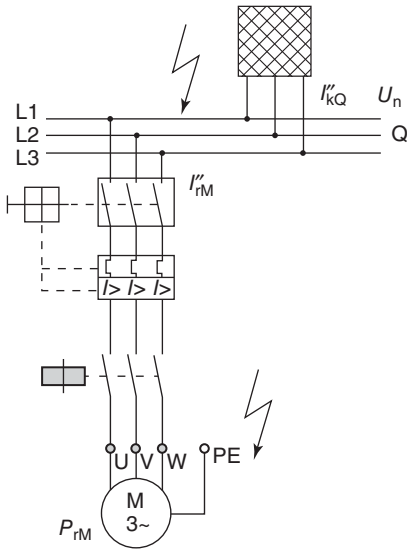 L1
I″kQ
Un
L2
Q
L3
I″rM
I> I> I>
U V W PE
M
3~
PrM